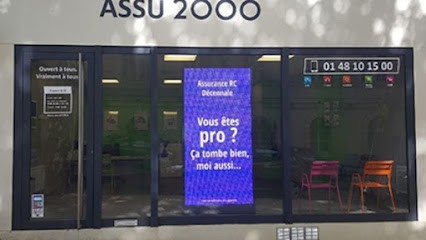 ASSU 2000
Ouvert à tous.
Vraiment à tous
01 48 10 15 00
Assurance RC
Décennale
Vous êtes
pro ?
Ça tombe bien,
moi aussi...